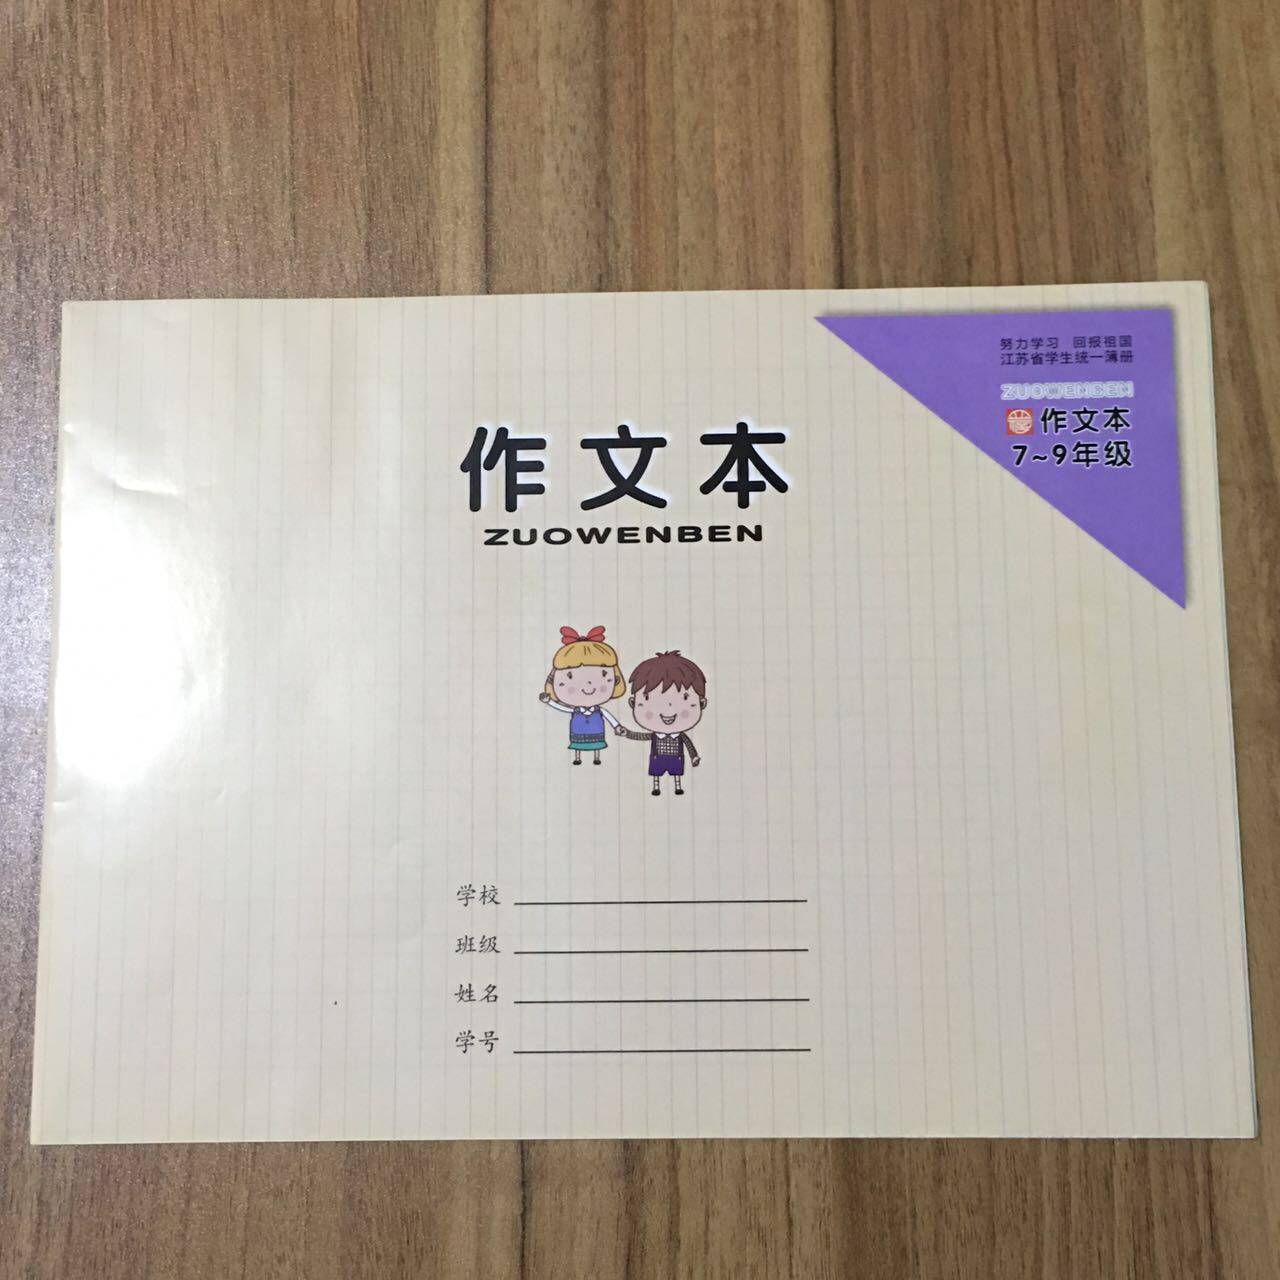 努力学习 回报祖国
江苏省学生统一簿册
ZUOWENBEN
作文本
7~9年级
作文本
ZUOWENBEN
学校
班级
姓名
学号